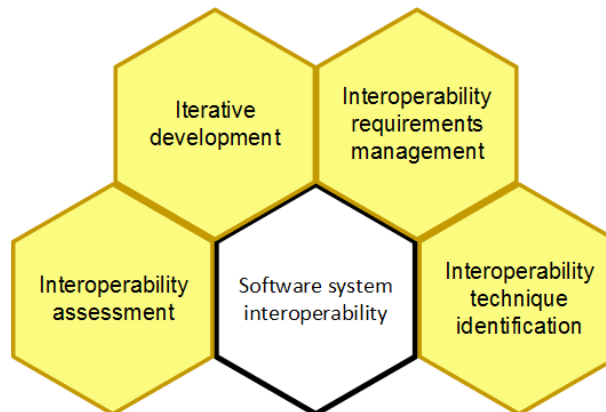 Iterative
development
Interoperability
requirements
management
Interoperability
assessment
Software system
interoperability
Interoperability
technique
identification